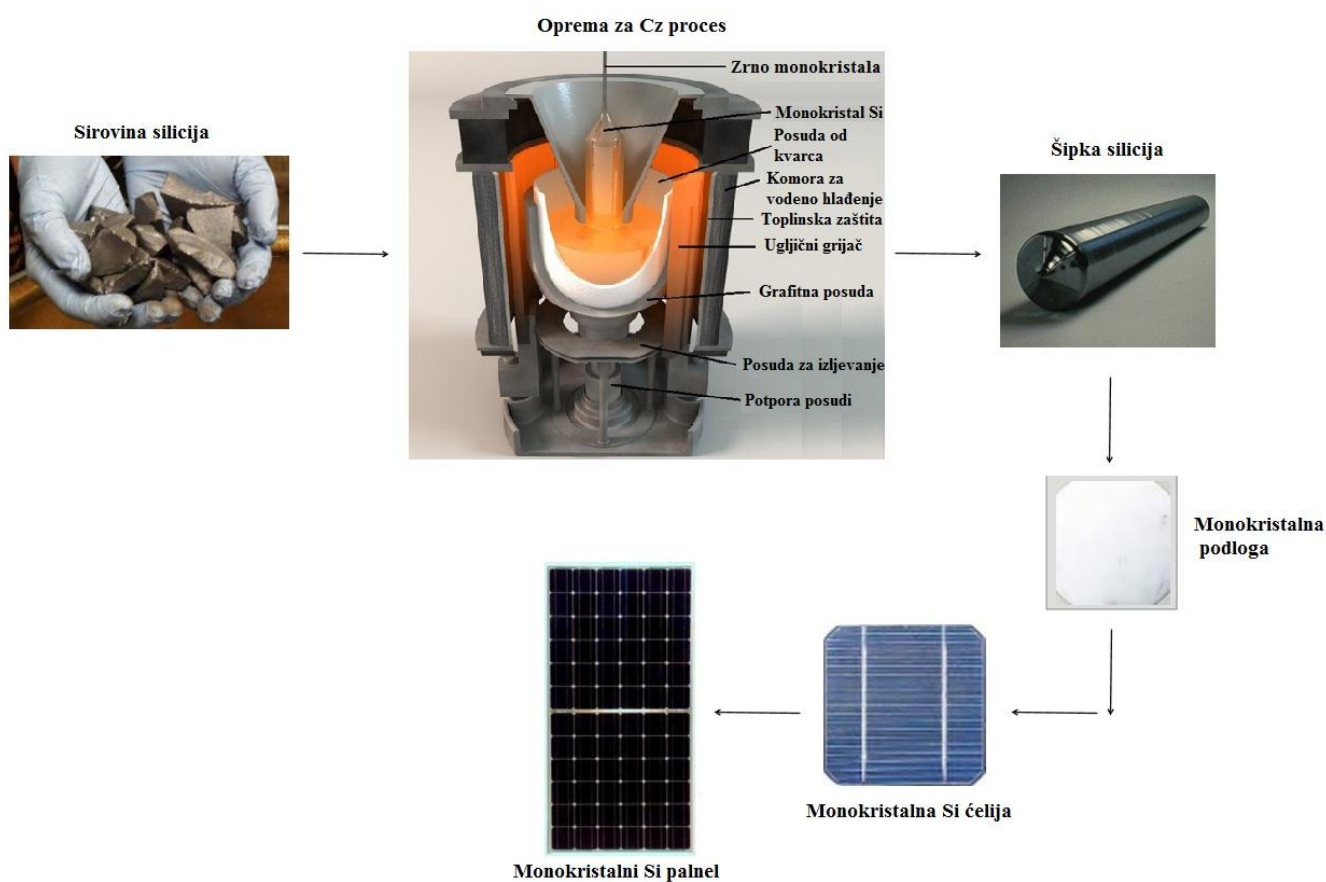 Oprema za Cz proces
Sirovina silicija
Zrno monokristala
Monokristal Si
Posuda od
kvarca
Komora za
vodeno hlađenje
Toplinska zaštita
Ugljični grijač
Grafitna posuda
Posuda za izljevanje
Potpora posudi
Šipka silicija
Monokristalna
podloga
Monokristalna Si ćelija
Monokristalni Si palnel